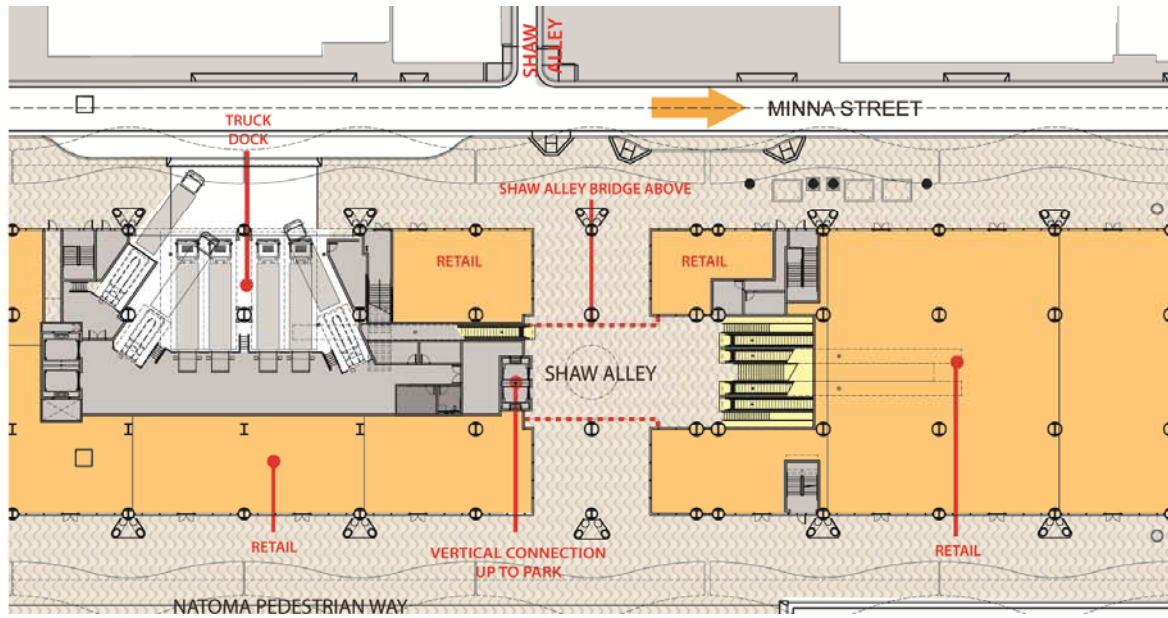 SHAW
ALLEY
MINNA STREET
TRUCK
DOCK
SHAW ALLEY BRIDGE ABOVE
RETAIL
RETAIL
SHAW ALLEY
RETAIL
VERTICAL CONNECTION
UP TO PARK
RETAIL
NATOMA PEDESTRIAN WAY